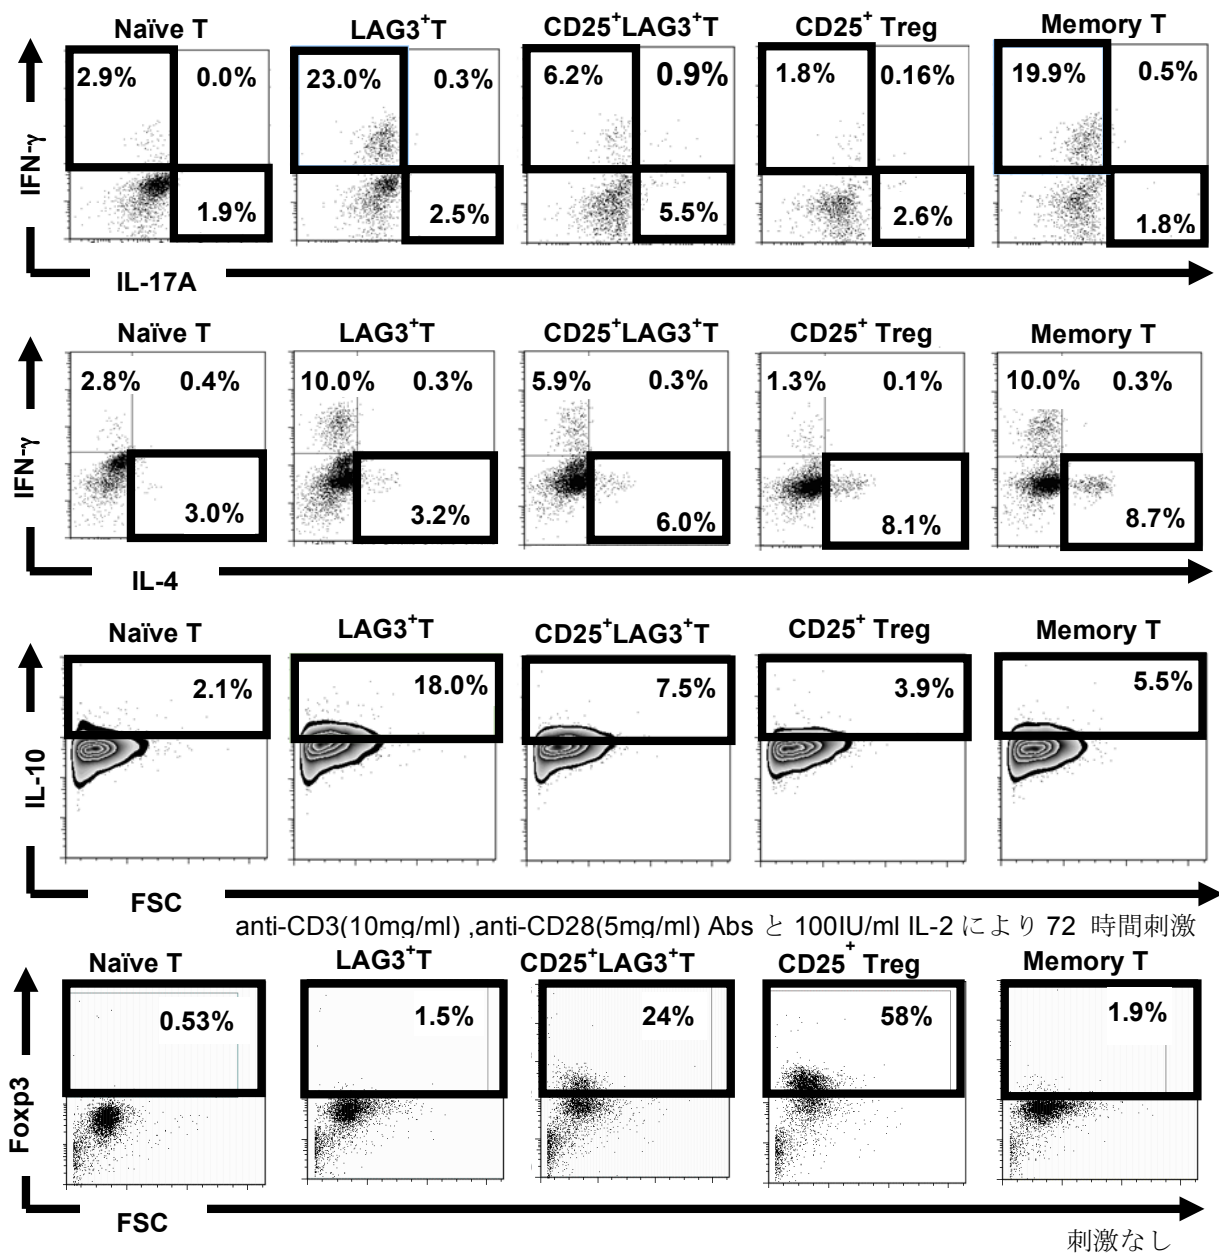 Naïve T LAG3⁺T CD25⁺LAG3⁺T CD25⁺ Treg Memory T
2.9% 0.0% 23.0% 0.3% 6.2% 0.9% 1.8% 0.16% 19.9% 0.5%
IFN-γ
1.9% 2.5% 5.5% 2.6% 1.8%
IL-17A
Naïve T LAG3⁺T CD25⁺LAG3⁺T CD25⁺ Treg Memory T
2.8% 0.4% 10.0% 0.3% 5.9% 0.3% 1.3% 0.1% 10.0% 0.3%
IFN-γ
3.0% 3.2% 6.0% 8.1% 8.7%
IL-4
Naïve T LAG3⁺T CD25⁺LAG3⁺T CD25⁺ Treg Memory T
2.1% 18.0% 7.5% 3.9% 5.5%
IL-10
FSC
anti-CD3(10mg/ml) ,anti-CD28(5mg/ml) Abs と 100IU/ml IL-2 により 72 時間刺激
Naïve T LAG3⁺T CD25⁺LAG3⁺T CD25⁺ Treg Memory T
0.53% 1.5% 24% 58% 1.9%
Foxp3
FSC
刺激なし